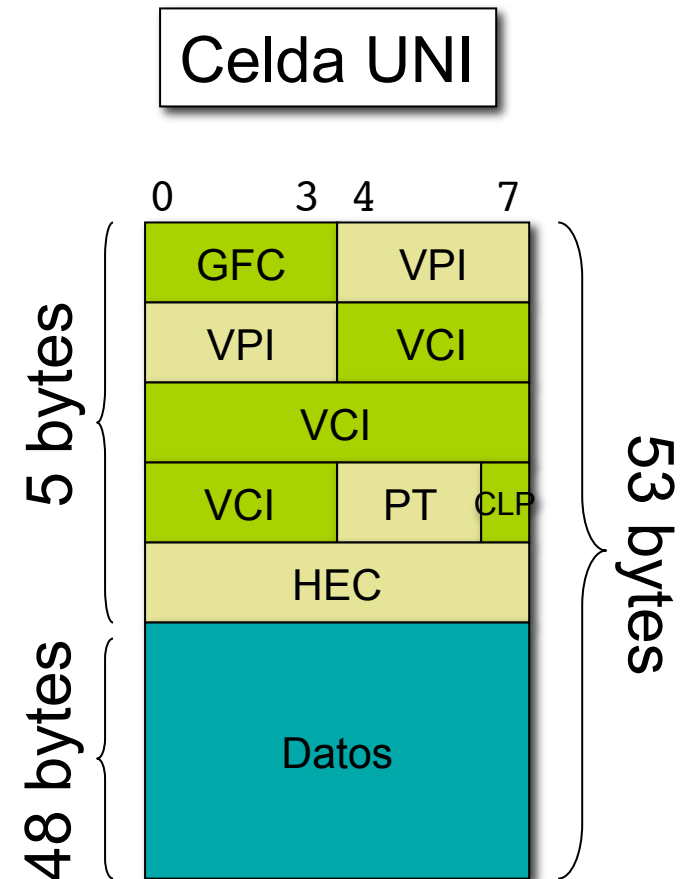 Celda UNI
0 3 4 7
GFC VPI
VPI VCI
VCI
VCI PT CLP
HEC
Datos
5 bytes
48 bytes
53 bytes